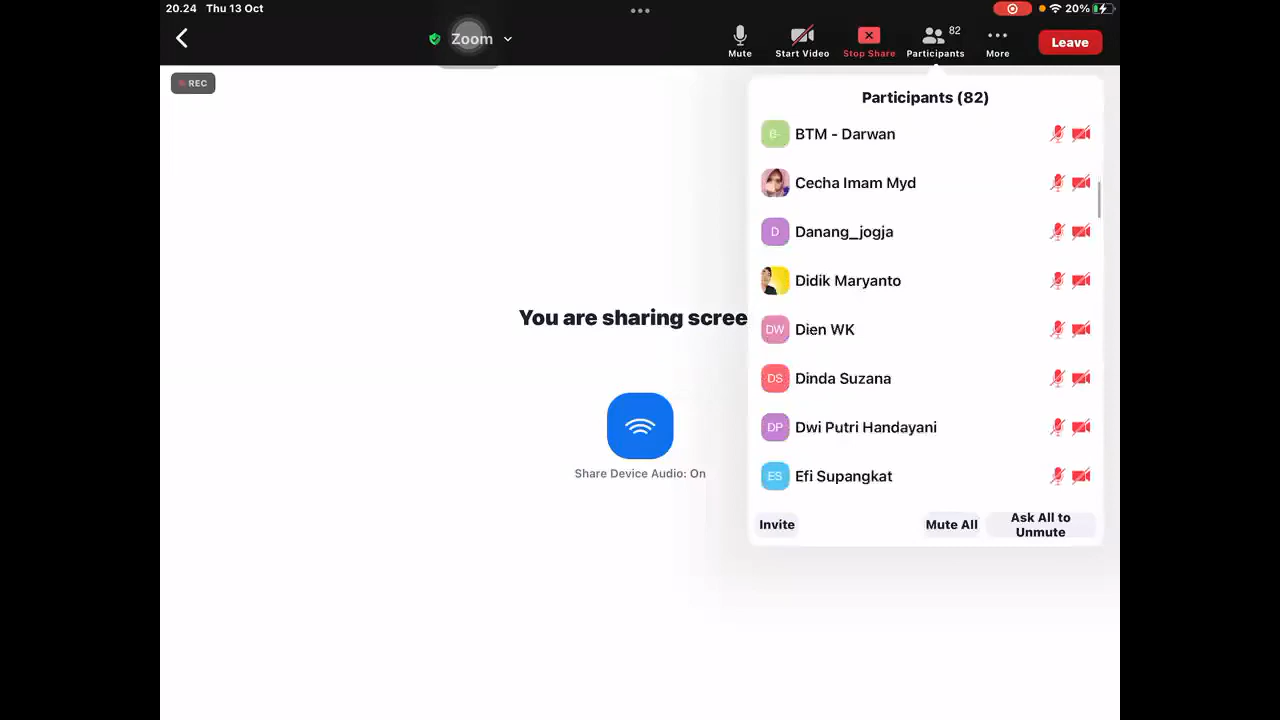 20.24 Thu 13 Oct
20%
Zoom
Mute
Start Video
Stop Share
Participants
82
More
Leave
REC
Participants (82)
B-
BTM - Darwan
Cecha Imam Myd
D
Danang_jogja
Didik Maryanto
DW
Dien WK
DS
Dinda Suzana
DP
Dwi Putri Handayani
ES
Efi Supangkat
You are sharing scree
Share Device Audio: On
Invite
Mute All
Ask All to
Unmute